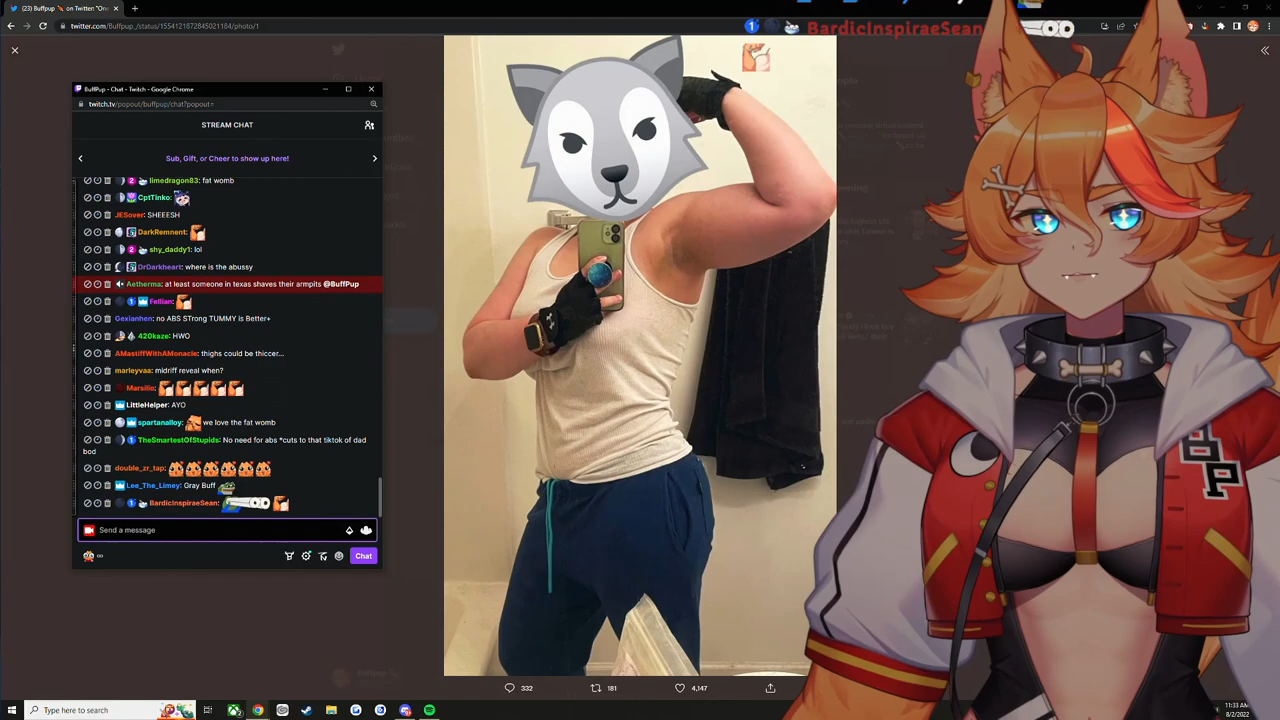 (23) Buffpup 🍖 on Twitter: "One
twitter.com/Buffpup_/status/1554121872845021184/photo/1
BardicInspiraeSean
BuffPup - Chat - Twitch - Google Chrome
twitch.tv/popout/buffpup/chat?popout=
STREAM CHAT
Sub, Gift, or Cheer to show up here!
limedragon83: fat womb
CptTinko:
JESover: SHEEESH
DarkRemnent:
shy_daddy1: lol
DrDarkheart: where is the abussy
Aetherma: at least someone in texas shaves their armpits @BuffPup
Fellian:
Gexianhen: no ABS STrong TUMMY is Better+
420kaze: HWO
AMastiffWithAMonacle: thighs could be thiccer...
marleyvaa: midriff reveal when?
Marsilio:
LittleHelper: AYO
spartanalloy: we love the fat womb
TheSmartestOfStupids: No need for abs *cuts to that tiktok of dad
bod
double_zr_tap:
Lee_The_Limey: Gray Buff
BardicInspiraeSean:
Send a message
Chat
332
181
4,147
BP
Type here to search
11:33 AM
8/2/2022